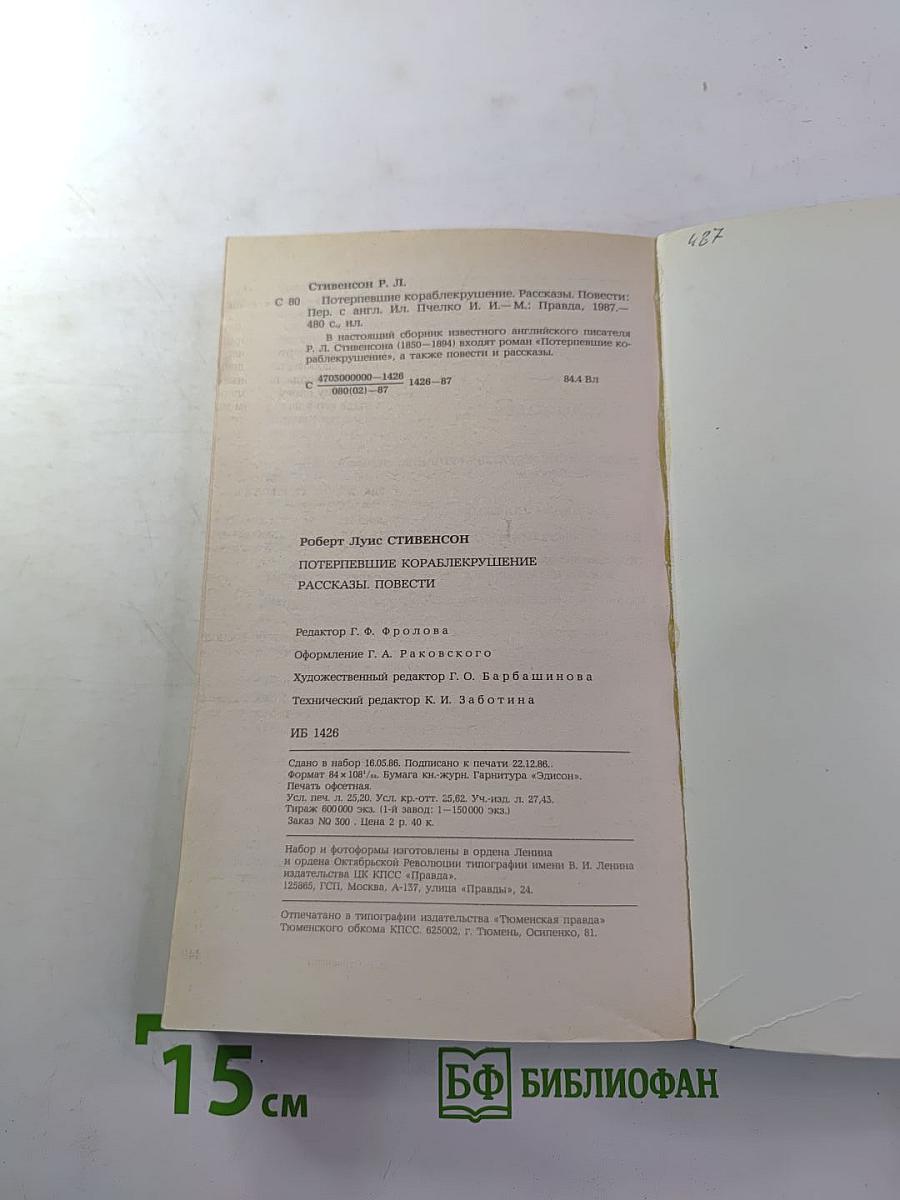 487
Стивенсон Р. Л.
С 80 Потерпевшие кораблекрушение. Рассказы. Повести:
Пер. с англ. Ил. Пчелко И. И.— М.: Правда, 1987.—
480 с., ил.
В настоящий сборник известного английского писателя
Р. Л. Стивенсона (1850—1894) входят роман «Потерпевшие ко-
раблекрушение», а также повести и рассказы.
С 4703000000—1426 / 080(02)—87 1426—87 84.4 Вл
Роберт Луис СТИВЕНСОН
ПОТЕРПЕВШИЕ КОРАБЛЕКРУШЕНИЕ
РАССКАЗЫ. ПОВЕСТИ
Редактор Г. Ф. Фролова
Оформление Г. А. Раковского
Художественный редактор Г. О. Барбашинова
Технический редактор К. И. Заботина
ИБ 1426
Сдано в набор 16.05.86. Подписано к печати 22.12.86..
Формат 84×108¹/₃₂. Бумага кн.-журн. Гарнитура «Эдисон».
Печать офсетная.
Усл. печ. л. 25,20. Усл. кр.-отт. 25,62. Уч.-изд. л. 27,43.
Тираж 600 000 экз. (1-й завод: 1—150 000 экз.)
Заказ № 300 . Цена 2 р. 40 к.
Набор и фотоформы изготовлены в ордена Ленина
и ордена Октябрьской Революции типографии имени В. И. Ленина
издательства ЦК КПСС «Правда».
125865, ГСП, Москва, А-137, улица «Правды», 24.
Отпечатано в типографии издательства «Тюменская правда»
Тюменского обкома КПСС. 625002, г. Тюмень, Осипенко, 81.
15 см
БФ БИБЛИОФАН